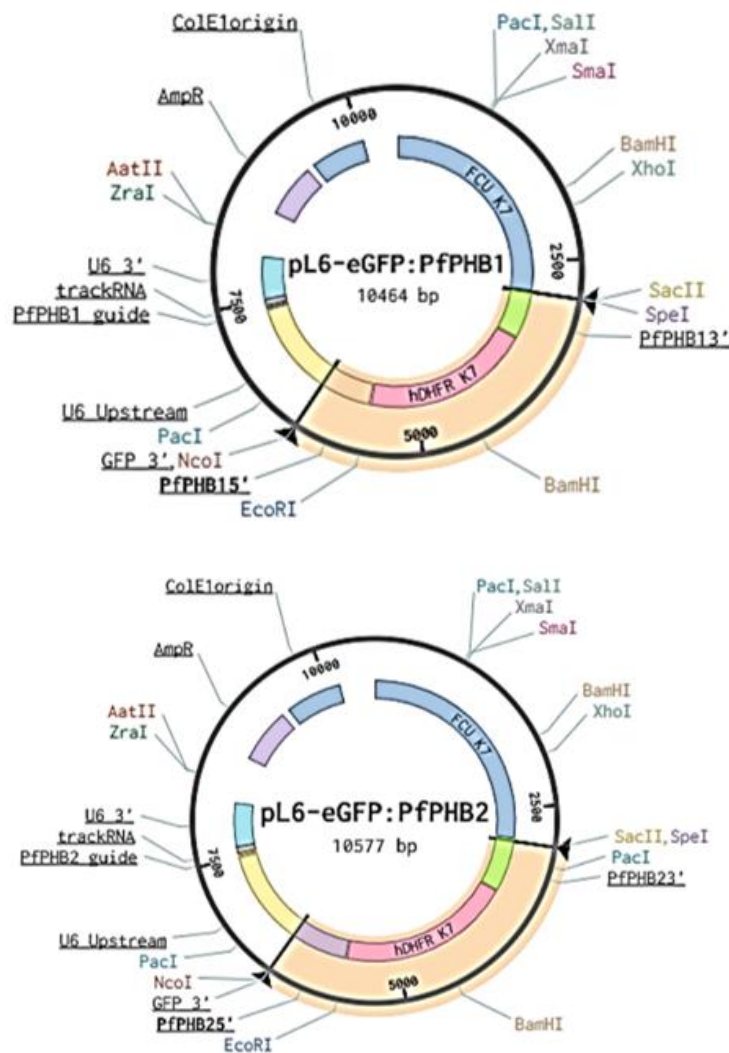 ColE1origin
PacI,SalI
XmaI
SmaI
10000
AmpR
BamHI
XhoI
AatII
ZraI
FCU K7
U6 3'
trackRNA
PfPHB1 guide
7500
pL6-eGFP:PfPHB1
10464 bp
2500
SacII
SpeI
PfPHB13'
hDHFR K7
U6 Upstream
PacI
GFP 3',NcoI
PfPHB15'
EcoRI
5000
BamHI
ColE1origin
PacI,SalI
XmaI
SmaI
10000
AmpR
BamHI
XhoI
AatII
ZraI
FCU K7
U6 3'
trackRNA
PfPHB2 guide
7500
pL6-eGFP:PfPHB2
10577 bp
2500
SacII,SpeI
PacI
PfPHB23'
hDHFR K7
U6 Upstream
PacI
NcoI
GFP 3'
PfPHB25'
EcoRI
5000
BamHI